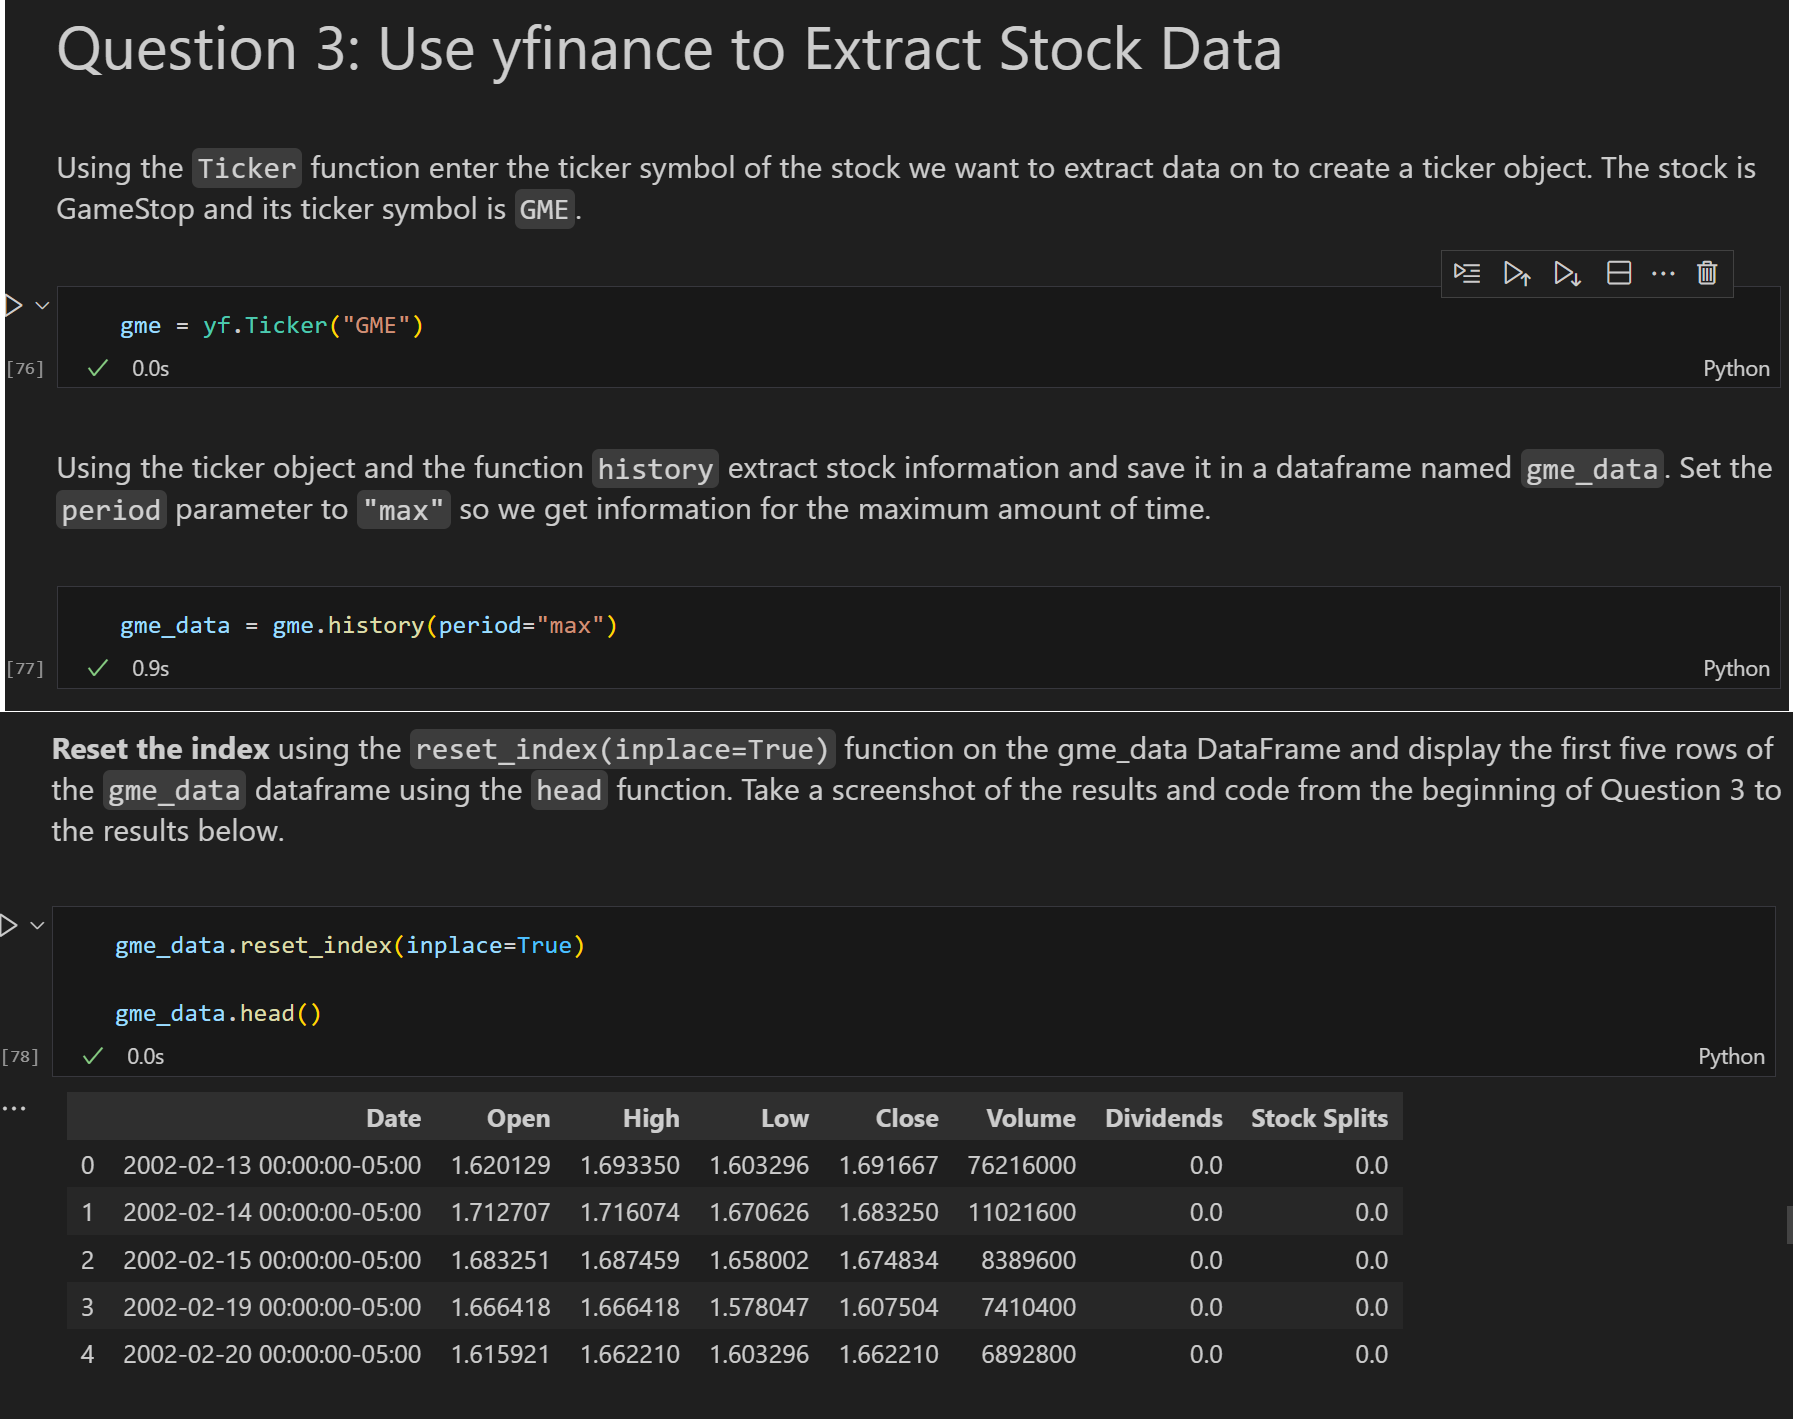 Question 3: Use yfinance to Extract Stock Data
Using the Ticker function enter the ticker symbol of the stock we want to extract data on to create a ticker object. The stock is
GameStop and its ticker symbol is GME.
gme = yf.Ticker("GME")
[76] 0.0s Python
Using the ticker object and the function history extract stock information and save it in a dataframe named gme_data. Set the
period parameter to "max" so we get information for the maximum amount of time.
gme_data = gme.history(period="max")
[77] 0.9s Python
Reset the index using the reset_index(inplace=True) function on the gme_data DataFrame and display the first five rows of
the gme_data dataframe using the head function. Take a screenshot of the results and code from the beginning of Question 3 to
the results below.
gme_data.reset_index(inplace=True)
gme_data.head()
[78] 0.0s Python
Date Open High Low Close Volume Dividends Stock Splits
0 2002-02-13 00:00:00-05:00 1.620129 1.693350 1.603296 1.691667 76216000 0.0 0.0
1 2002-02-14 00:00:00-05:00 1.712707 1.716074 1.670626 1.683250 11021600 0.0 0.0
2 2002-02-15 00:00:00-05:00 1.683251 1.687459 1.658002 1.674834 8389600 0.0 0.0
3 2002-02-19 00:00:00-05:00 1.666418 1.666418 1.578047 1.607504 7410400 0.0 0.0
4 2002-02-20 00:00:00-05:00 1.615921 1.662210 1.603296 1.662210 6892800 0.0 0.0